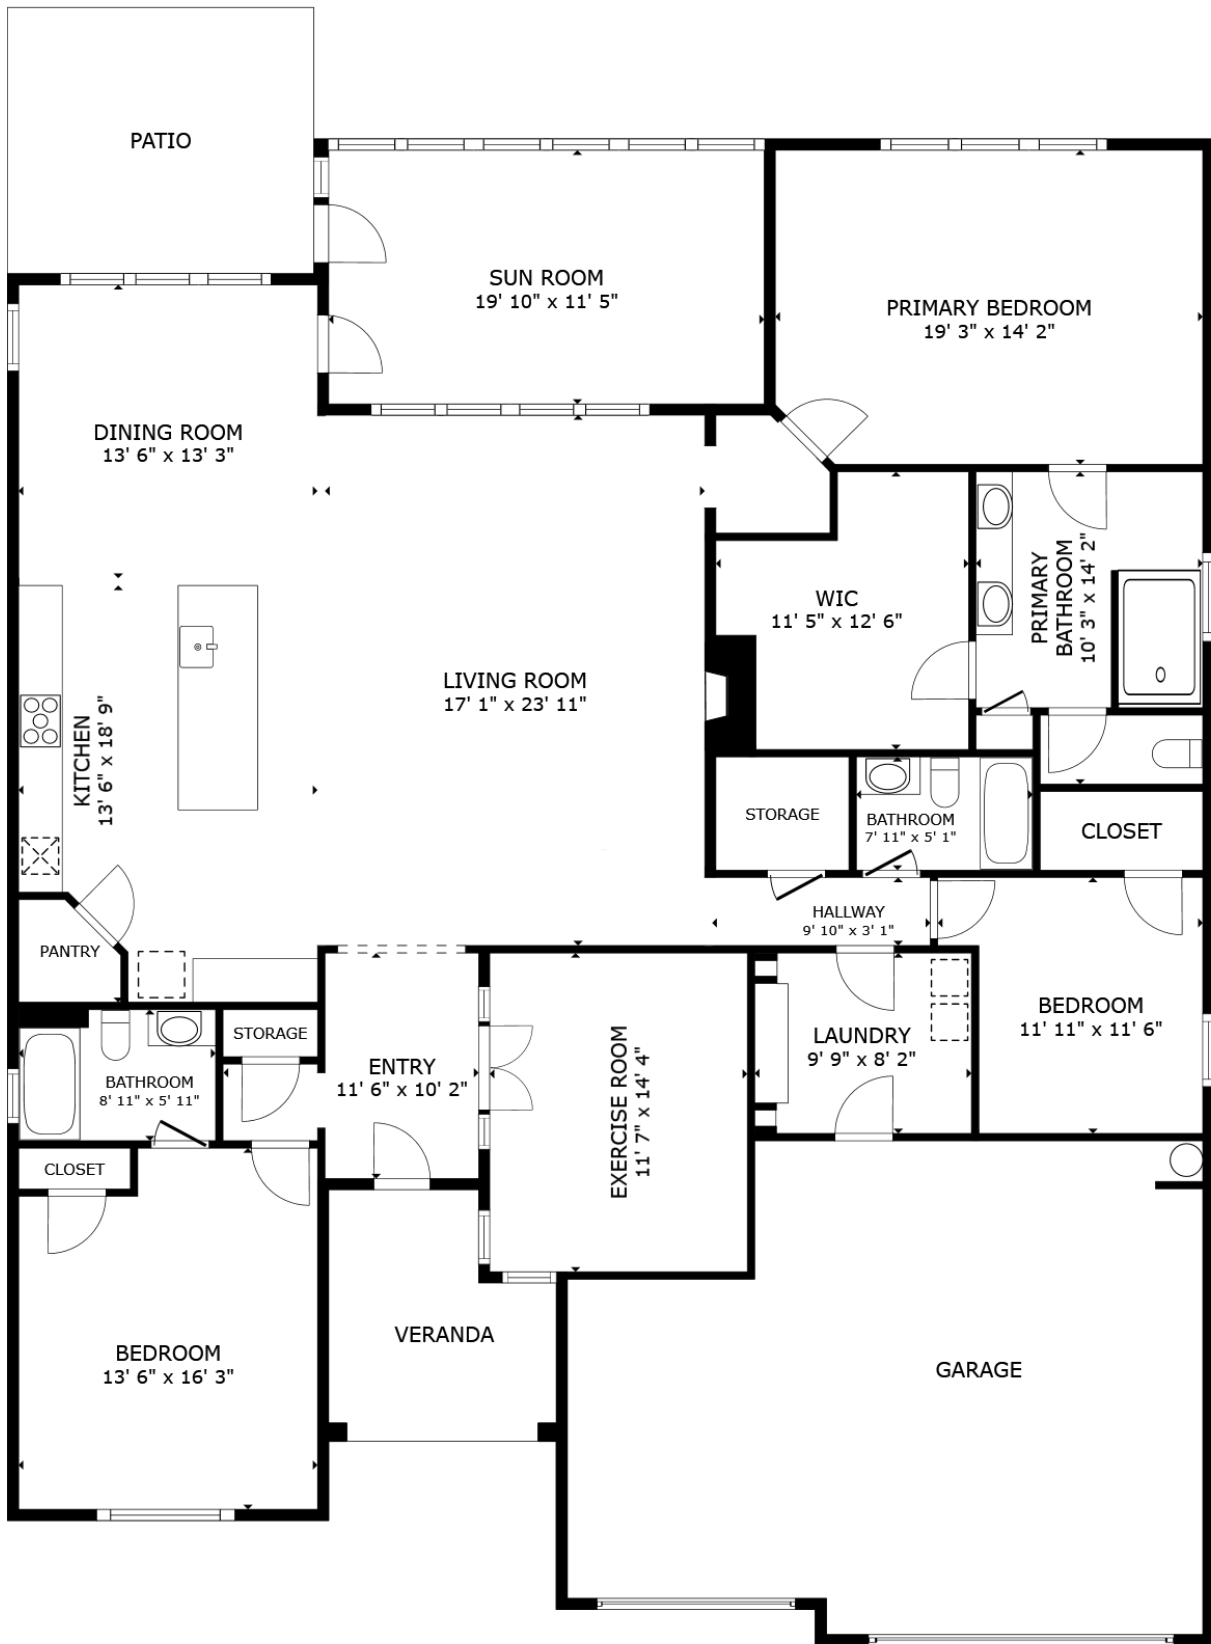 PATIO
SUN ROOM
19' 10" x 11' 5"
PRIMARY BEDROOM
19' 3" x 14' 2"
DINING ROOM
13' 6" x 13' 3"
PRIMARY
BATHROOM
10' 3" x 14' 2"
WIC
11' 5" x 12' 6"
LIVING ROOM
17' 1" x 23' 11"
KITCHEN
13' 6" x 18' 9"
STORAGE
BATHROOM
7' 11" x 5' 1"
CLOSET
HALLWAY
9' 10" x 3' 1"
PANTRY
BEDROOM
11' 11" x 11' 6"
STORAGE
LAUNDRY
9' 9" x 8' 2"
ENTRY
11' 6" x 10' 2"
EXERCISE ROOM
11' 7" x 14' 4"
BATHROOM
8' 11" x 5' 11"
CLOSET
VERANDA
BEDROOM
13' 6" x 16' 3"
GARAGE